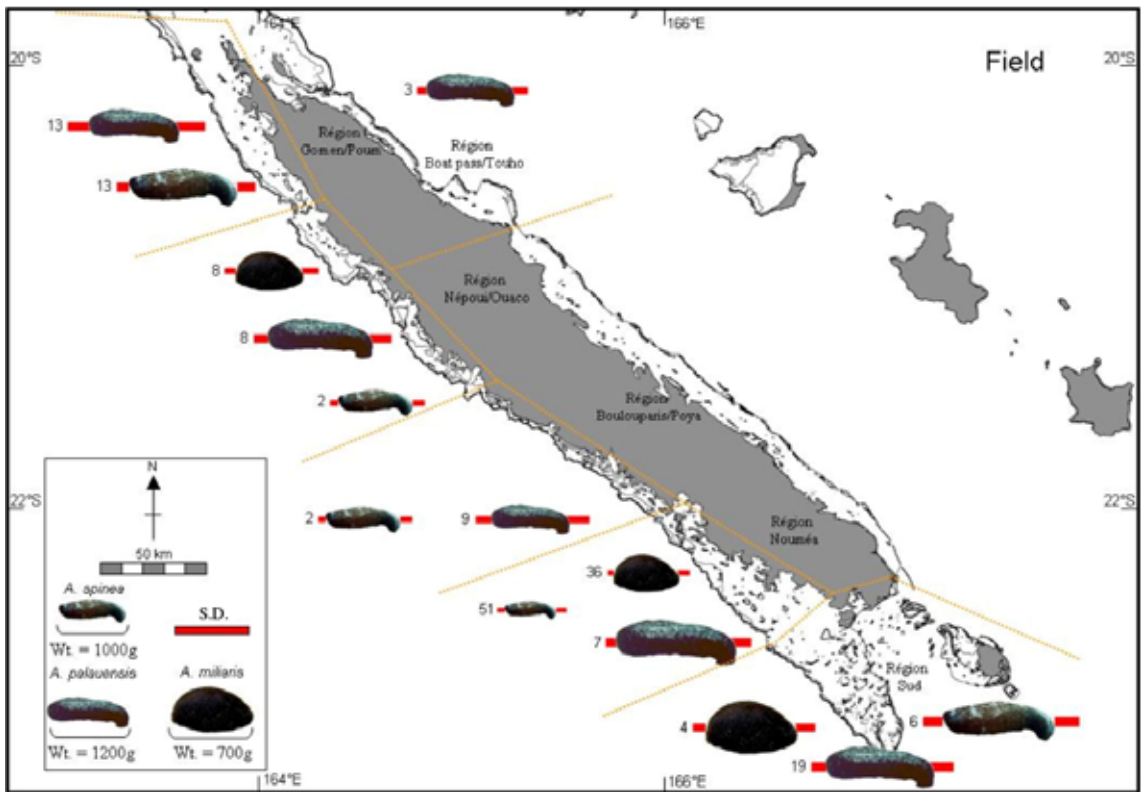 164°E
166°E
20°S
20°S
Field
3
13
Région
Gomen/Poum
Région
Boat pass/Touho
13
8
Région
Népoui/Ouaco
8
2
Région
Boulouparis/Poya
N
22°S
22°S
2
9
Région
Nouméa
50 km
36
A. spinea
S.D.
51
Wt. = 1000g
7
Région
Sud
A. palauensis
A. miliaris
6
4
Wt. = 1200g
Wt. = 700g
19
164°E
166°E